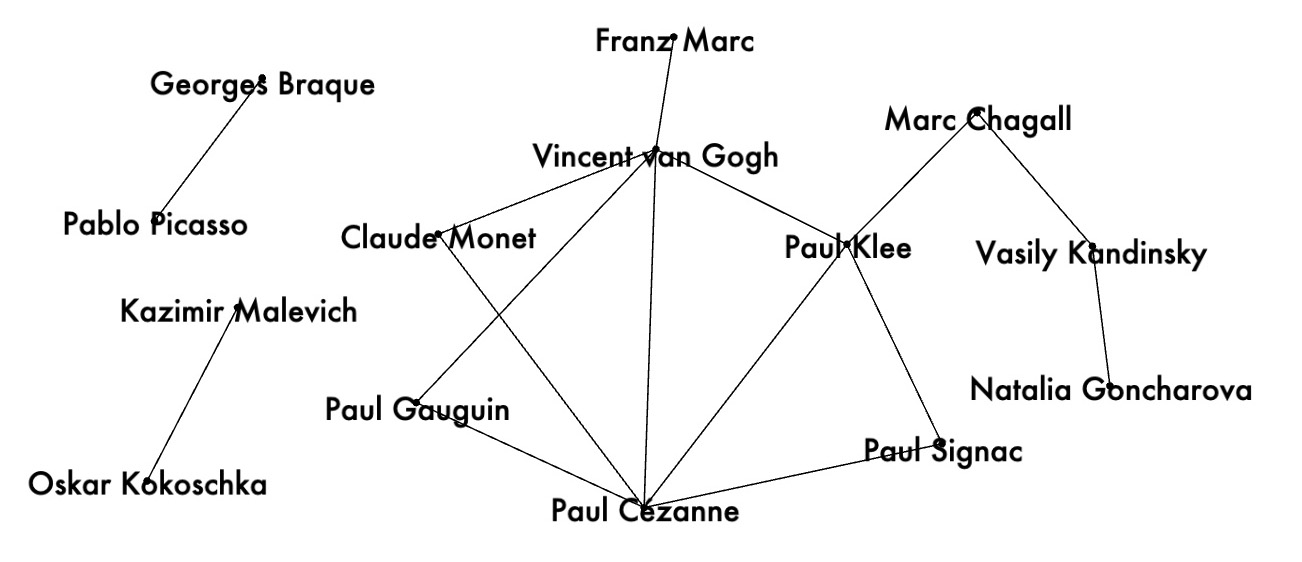 Franz Marc
Georges Braque
Marc Chagall
Vincent van Gogh
Pablo Picasso
Claude Monet
Paul Klee
Vasily Kandinsky
Kazimir Malevich
Natalia Goncharova
Paul Gauguin
Paul Signac
Oskar Kokoschka
Paul Cezanne